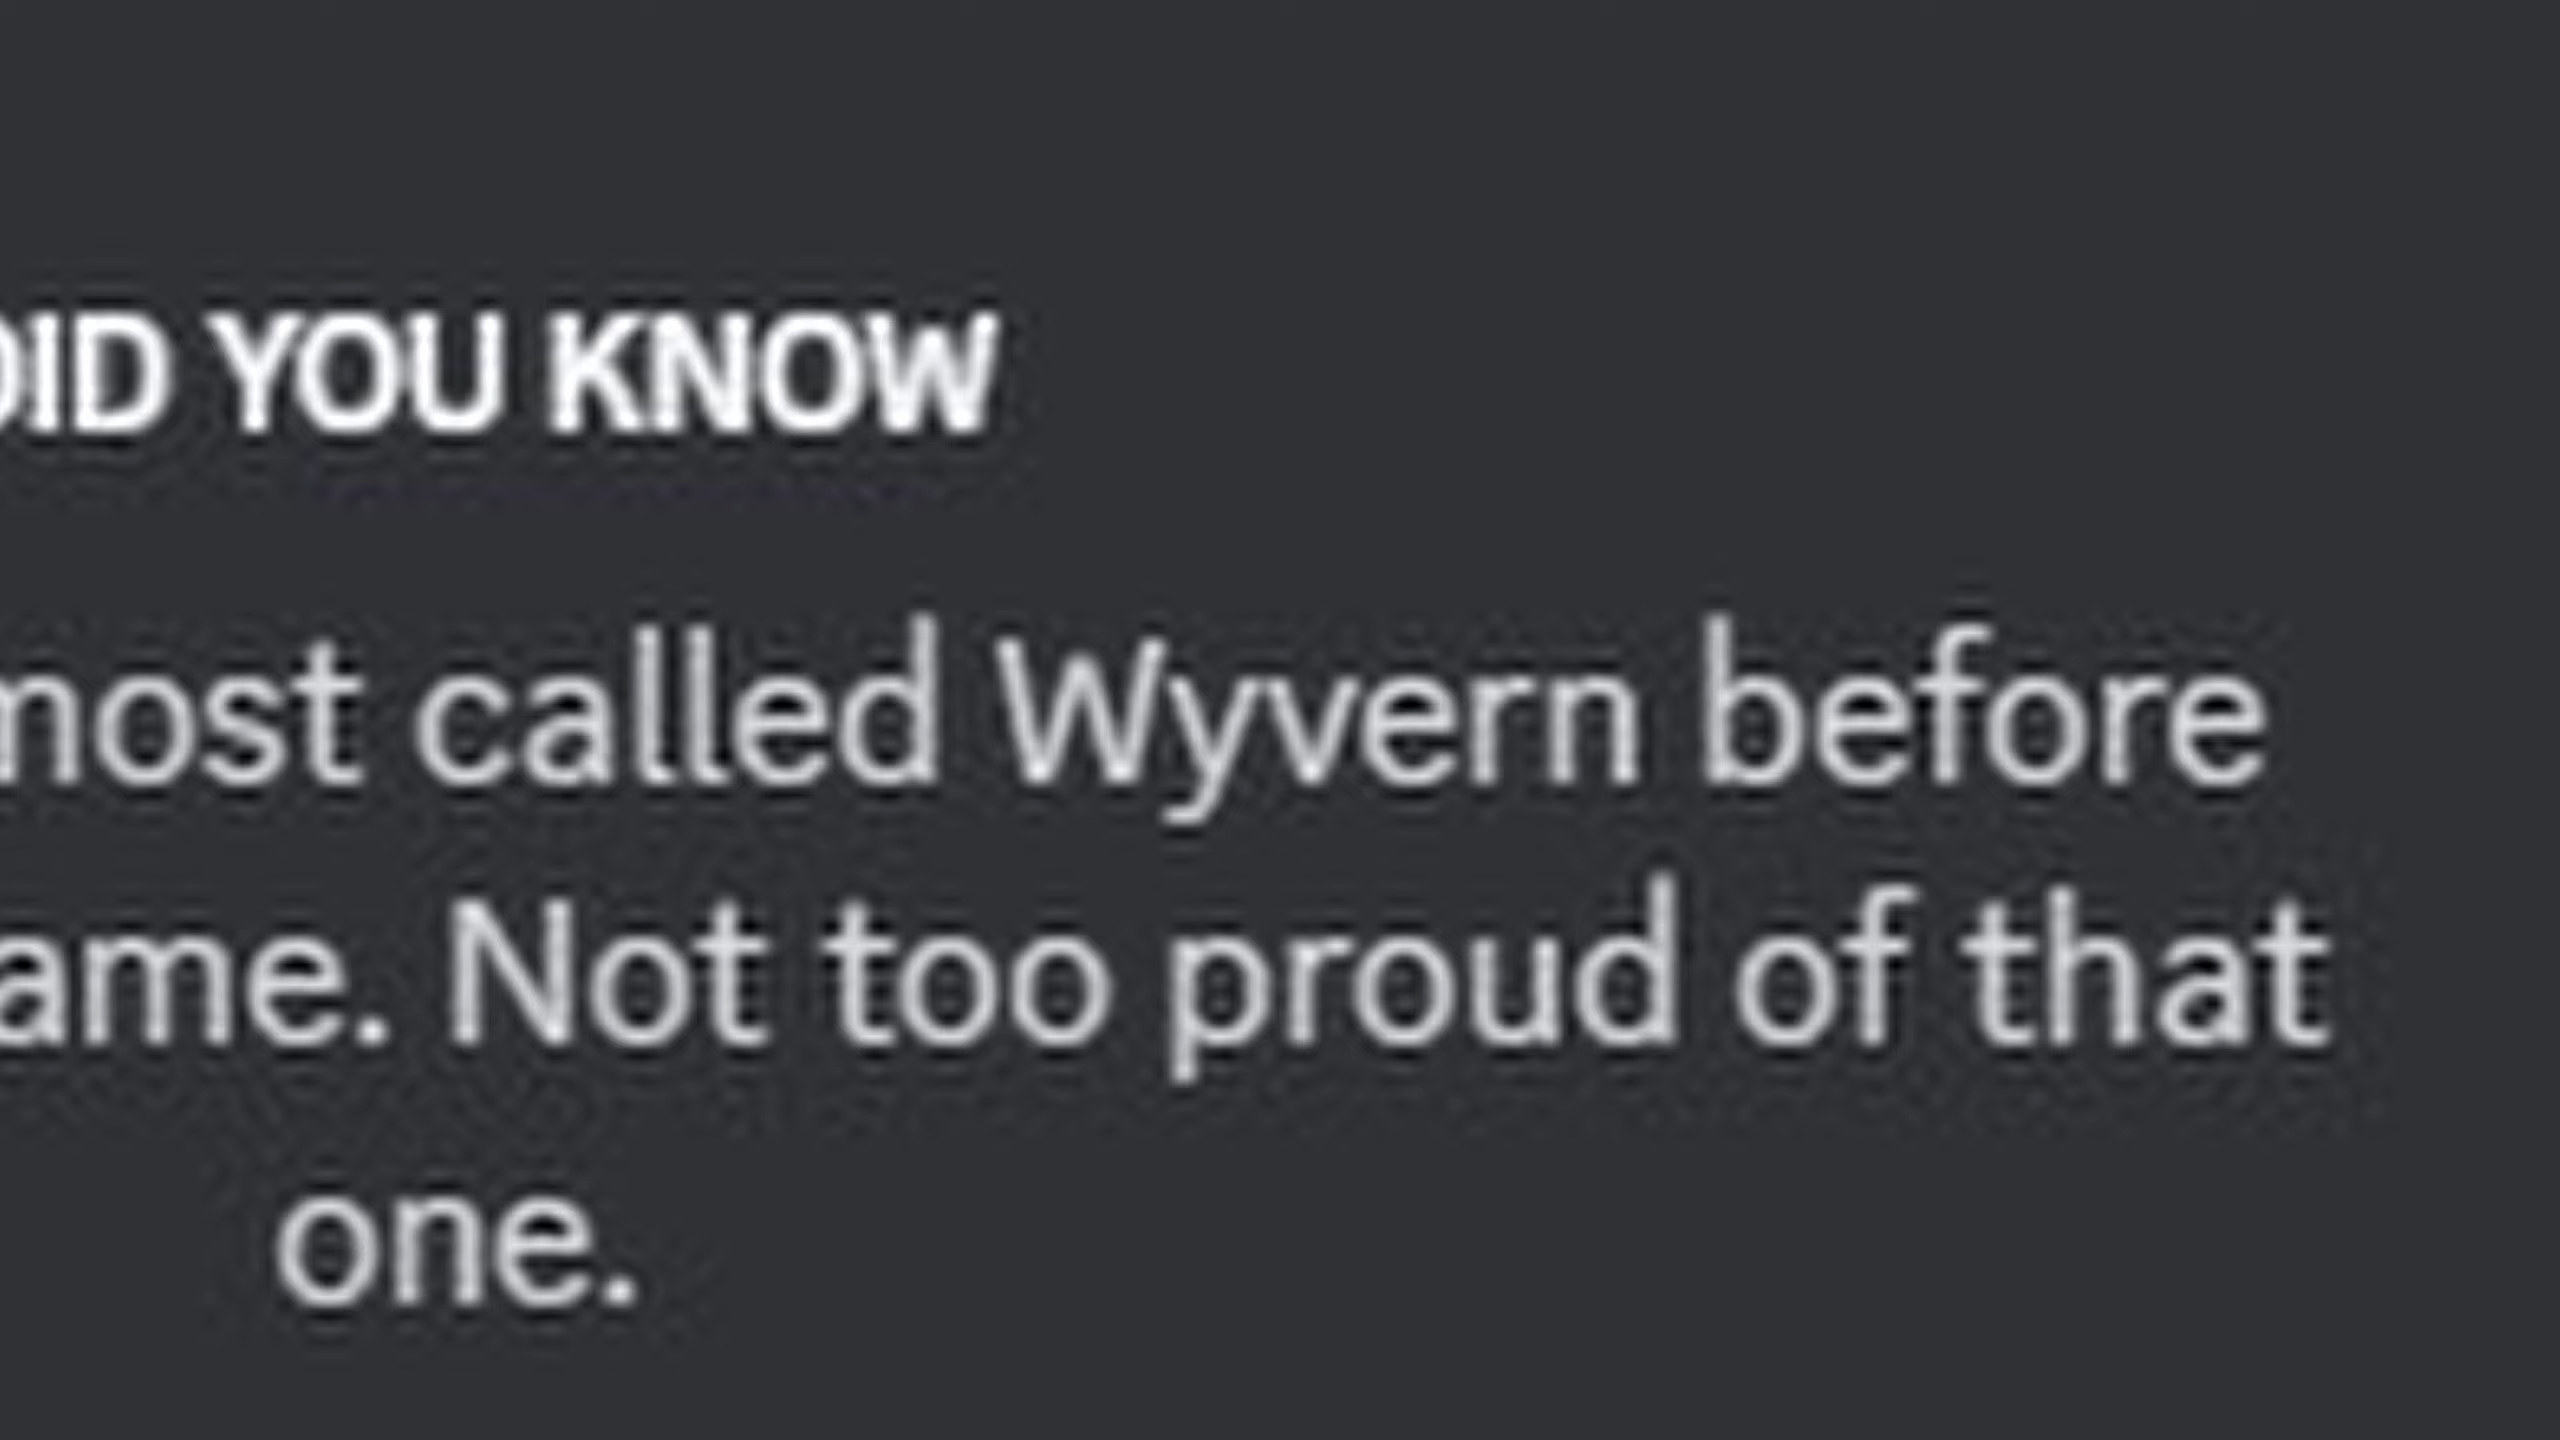 DID YOU KNOW
most called Wyvern before
ame. Not too proud of that
one.